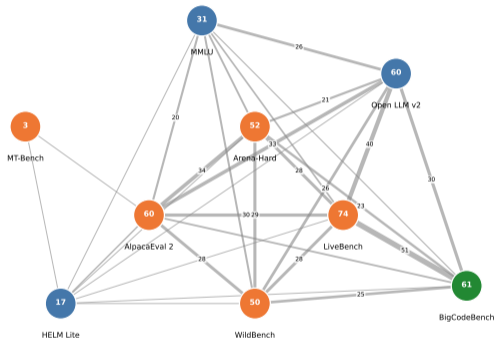 31
MMLU
26
60
Open LLM v2
21
20
3
MT-Bench
52
Arena-Hard
33
40
34
28
26
30
23
60
AlpacaEval 2
30
29
74
LiveBench
51
28
28
61
BigCodeBench
25
17
HELM Lite
50
WildBench